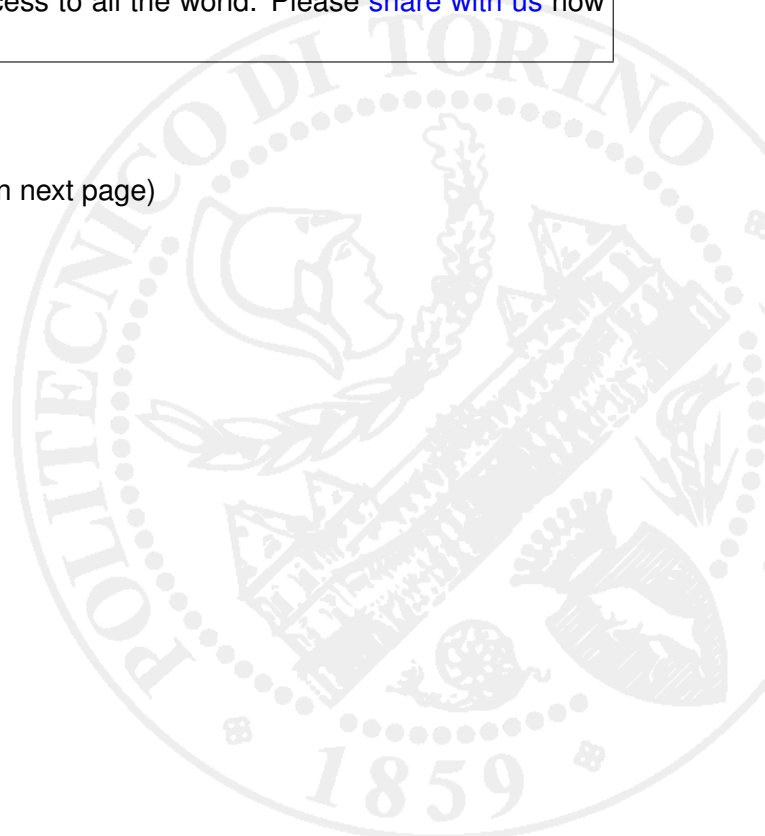 cess to all the world. Please share with us how
n next page)
POLITECNICO DI TORINO
1859